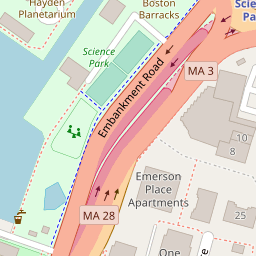 Hayden
Planetarium
Boston
Barracks
Scien
Pa
Science
Park
Embankment Road
MA 3
10
8
Emerson
Place
Apartments
MA 28
25
One